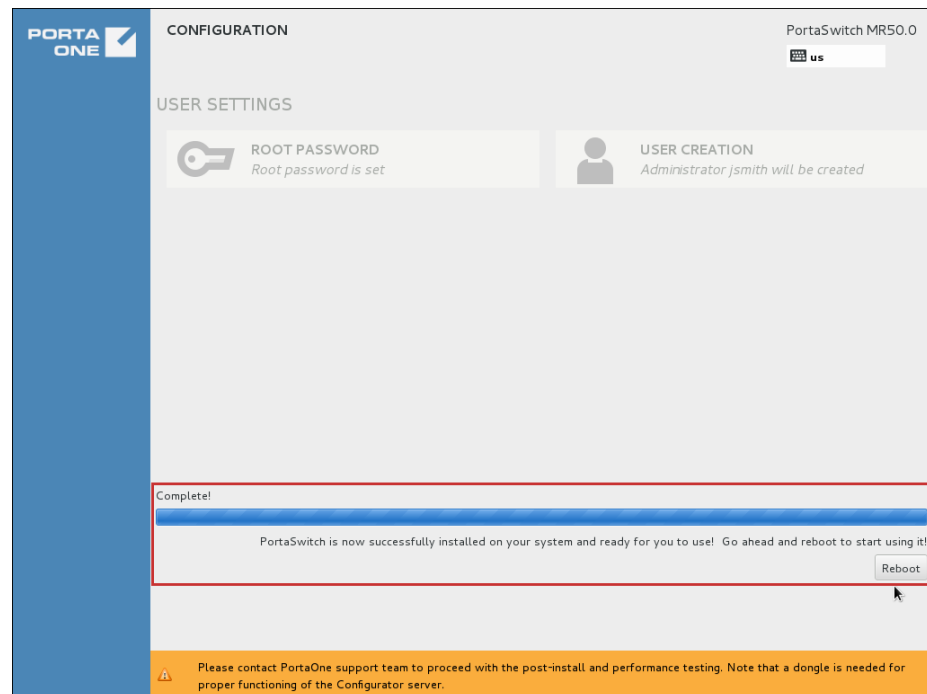 PORTA
ONE
CONFIGURATION
PortaSwitch MR50.0
us
USER SETTINGS
ROOT PASSWORD
Root password is set
USER CREATION
Administrator jsmith will be created
Complete!
PortaSwitch is now successfully installed on your system and ready for you to use! Go ahead and reboot to start using it!
Reboot
Please contact PortaOne support team to proceed with the post-install and performance testing. Note that a dongle is needed for
proper functioning of the Configurator server.